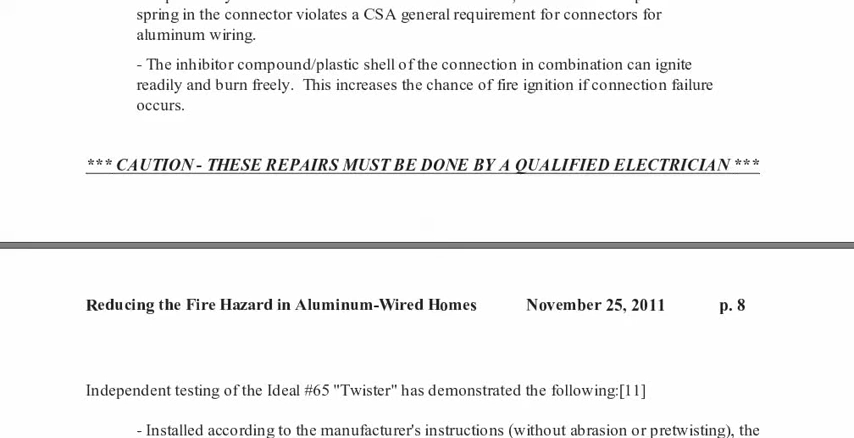 spring in the connector violates a CSA general requirement for connectors for
aluminum wiring.
- The inhibitor compound/plastic shell of the connection in combination can ignite
readily and burn freely.  This increases the chance of fire ignition if connection failure
occurs.
*** CAUTION - THESE REPAIRS MUST BE DONE BY A QUALIFIED ELECTRICIAN ***
Reducing the Fire Hazard in Aluminum-Wired Homes November 25, 2011 p. 8
Independent testing of the Ideal #65 "Twister" has demonstrated the following:[11]
- Installed according to the manufacturer's instructions (without abrasion or pretwisting), the